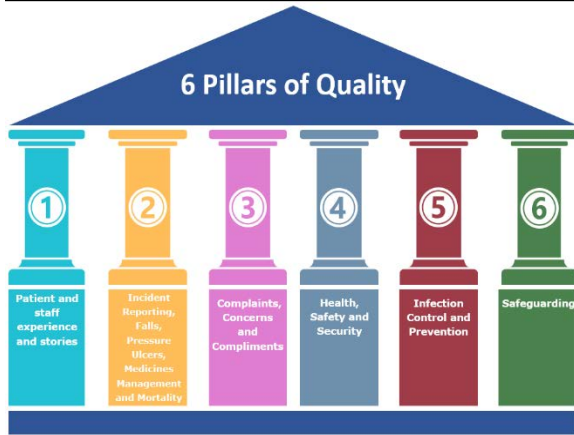 6 Pillars of Quality
1
2
3
4
5
6
Patient and
staff
experience
and stories
Incident
Reporting,
Falls,
Pressure
Ulcers,
Medicines
Management
and Mortality
Complaints,
Concerns
and
Compliments
Health,
Safety and
Security
Infection
Control and
Prevention
Safeguarding